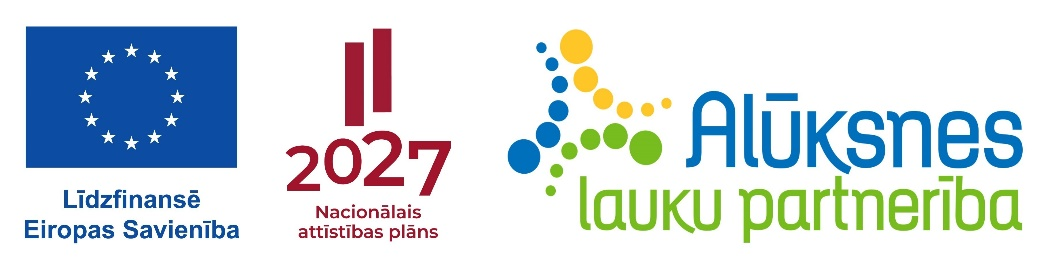 Līdzfinansē
Eiropas Savienība
2027
Nacionālais
attīstības plāns
Alūksnes
lauku partnerība